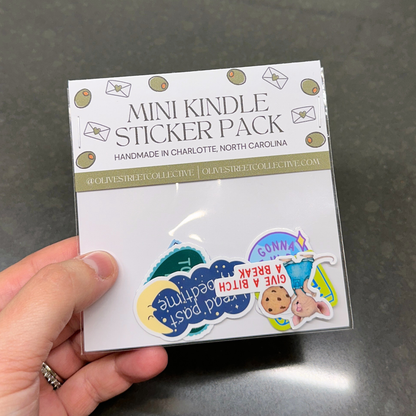 MINI KINDLE
STICKER PACK
HANDMADE IN CHARLOTTE, NORTH CAROLINA
@OLIVESTREETCOLLECTIVE | OLIVESTREETCOLLECTIVE.COM
GONNA
GIVE A BITCH
A BREAK
read past
bedtime